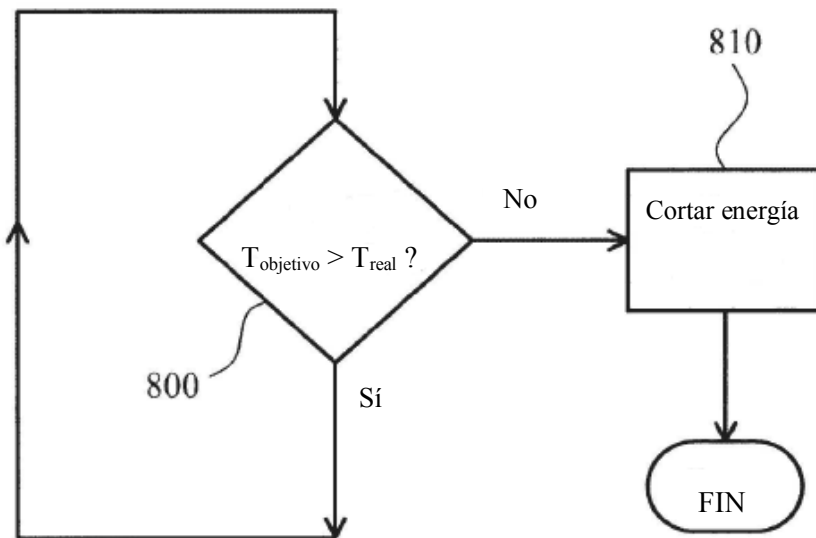 810
No
Cortar energía
T_objetivo > T_real ?
800
Sí
FIN